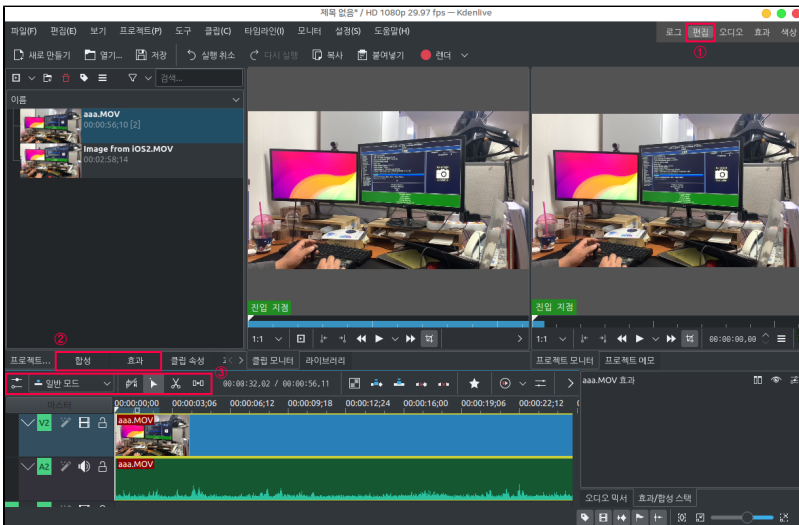 제목 없음* / HD 1080p 29.97 fps — Kdenlive
파일(F) 편집(E) 보기 프로젝트(P) 도구 클립(C) 타임라인(I) 모니터 설정(S) 도움말(H) 로그 편집 오디오 효과 색상
①
새로 만들기 열기... 저장 실행 취소 다시 실행 복사 붙여넣기 렌더
검색...
이름
aaa.MOV
00:00:56;10 [2]
Image from iOS2.MOV
00:02:58;14
진입 지점 진입 지점
②
1:1 1:1 00:00:00,00
프로젝트... 합성 효과 클립 속성 클립 모니터 라이브러리 프로젝트 모니터 프로젝트 메모
③
일반 모드 00:00:32,02 / 00:00:56,11
aaa.MOV 효과
마스터 00:00:00;00 00:00:03;06 00:00:06;12 00:00:09;18 00:00:12;24 00:00:16;00 00:00:19;06 00:00:22;12
V2 aaa.MOV
A2 aaa.MOV
오디오 믹서 효과/합성 스택